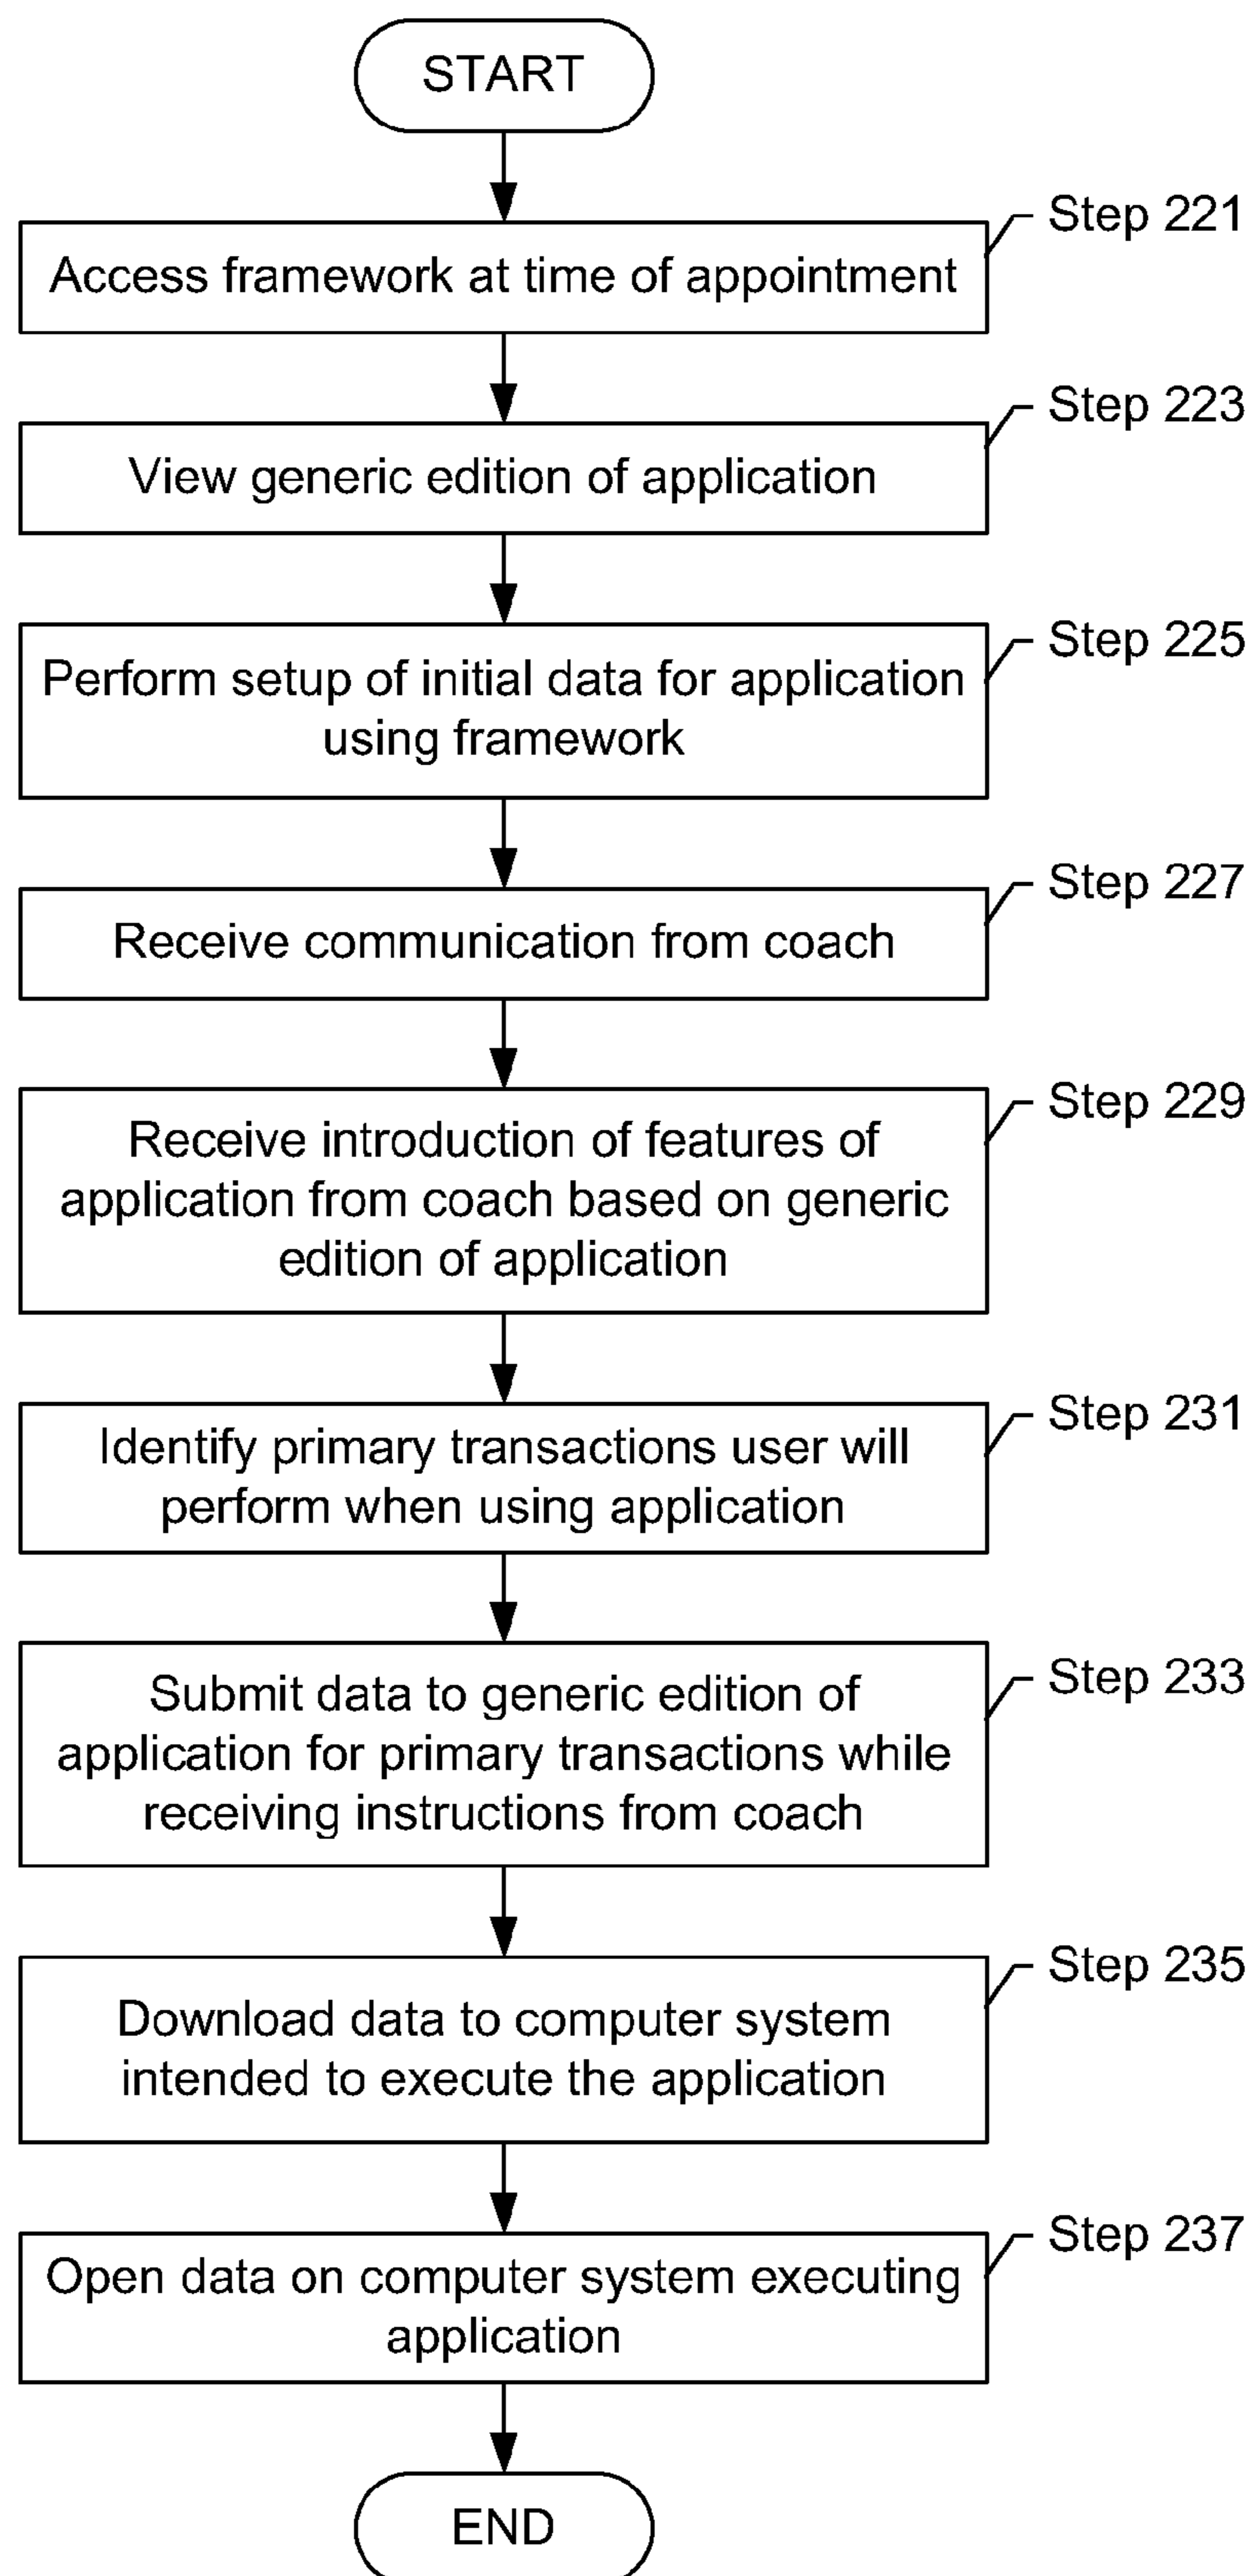 START
Step 221
Access framework at time of appointment
Step 223
View generic edition of application
Step 225
Perform setup of initial data for application
using framework
Step 227
Receive communication from coach
Step 229
Receive introduction of features of
application from coach based on generic
edition of application
Step 231
Identify primary transactions user will
perform when using application
Step 233
Submit data to generic edition of
application for primary transactions while
receiving instructions from coach
Step 235
Download data to computer system
intended to execute the application
Step 237
Open data on computer system executing
application
END